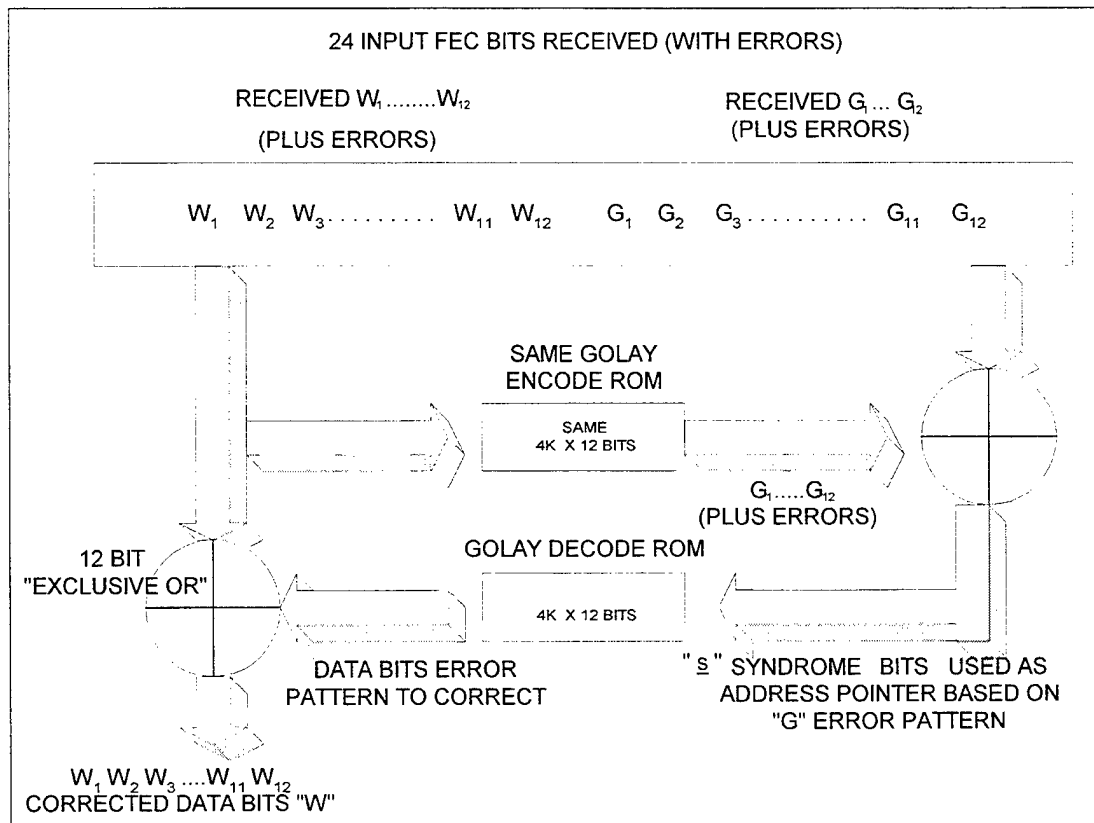 24 INPUT FEC BITS RECEIVED (WITH ERRORS)
RECEIVED W₁........W₁₂
(PLUS ERRORS)
RECEIVED G₁... G₁₂
(PLUS ERRORS)
W₁ W₂ W₃......... W₁₁ W₁₂ G₁ G₂ G₃.......... G₁₁ G₁₂
SAME GOLAY
ENCODE ROM
SAME
4K X 12 BITS
G₁.....G₁₂
(PLUS ERRORS)
12 BIT
"EXCLUSIVE OR"
GOLAY DECODE ROM
4K X 12 BITS
DATA BITS ERROR
PATTERN TO CORRECT
"s" SYNDROME BITS USED AS
ADDRESS POINTER BASED ON
"G" ERROR PATTERN
W₁ W₂ W₃ ....W₁₁ W₁₂
CORRECTED DATA BITS "W"